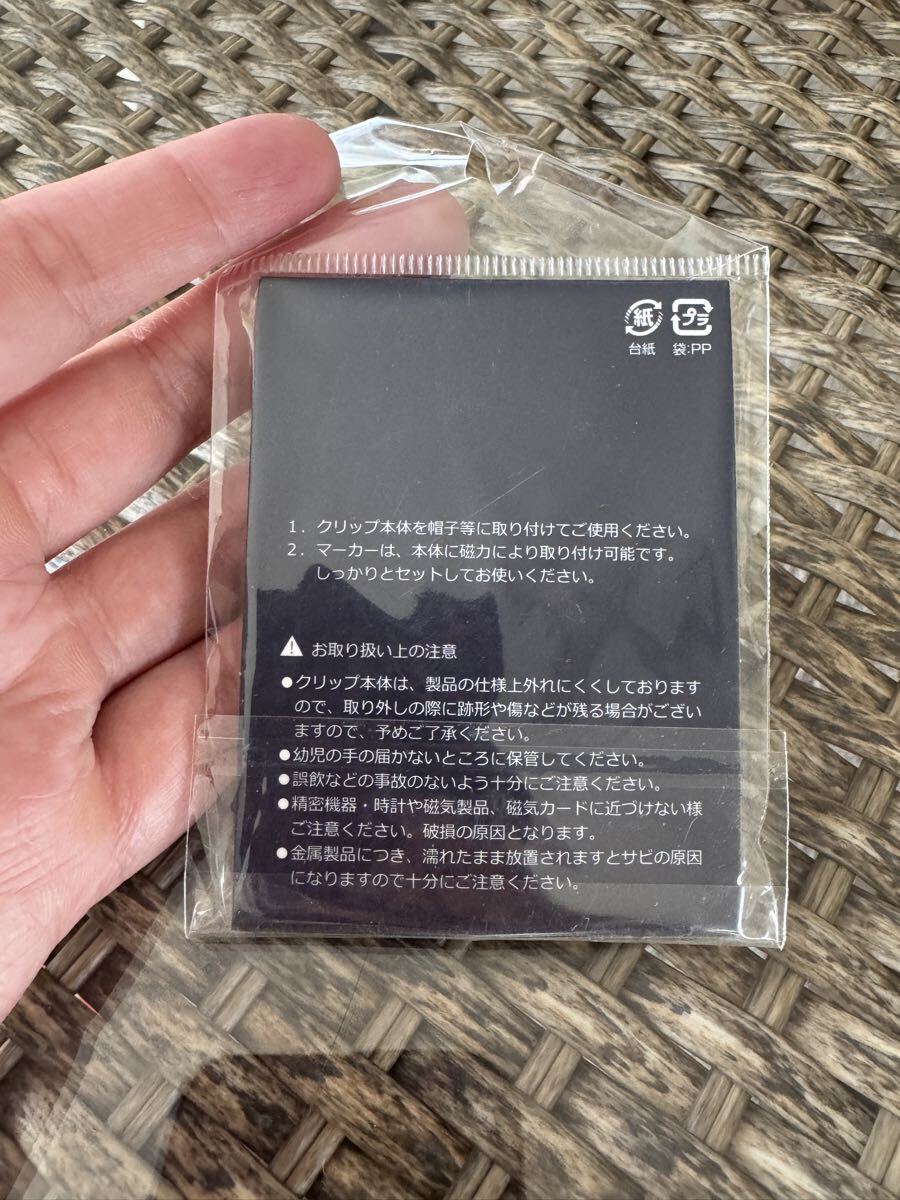 紙 プラ
台紙 袋:PP
1. クリップ本体を帽子等に取り付けてご使用ください。
2. マーカーは、本体に磁力により取り付け可能です。
しっかりとセットしてお使いください。
お取り扱い上の注意
●クリップ本体は、製品の仕様上外れにくくしております
ので、取り外しの際に跡形や傷などが残る場合がござい
ますので、予めご了承ください。
●幼児の手の届かないところに保管してください。
●誤飲などの事故のないよう十分にご注意ください。
●精密機器・時計や磁気製品、磁気カードに近づけない様
ご注意ください。破損の原因となります。
●金属製品につき、濡れたまま放置されますとサビの原因
になりますので十分にご注意ください。